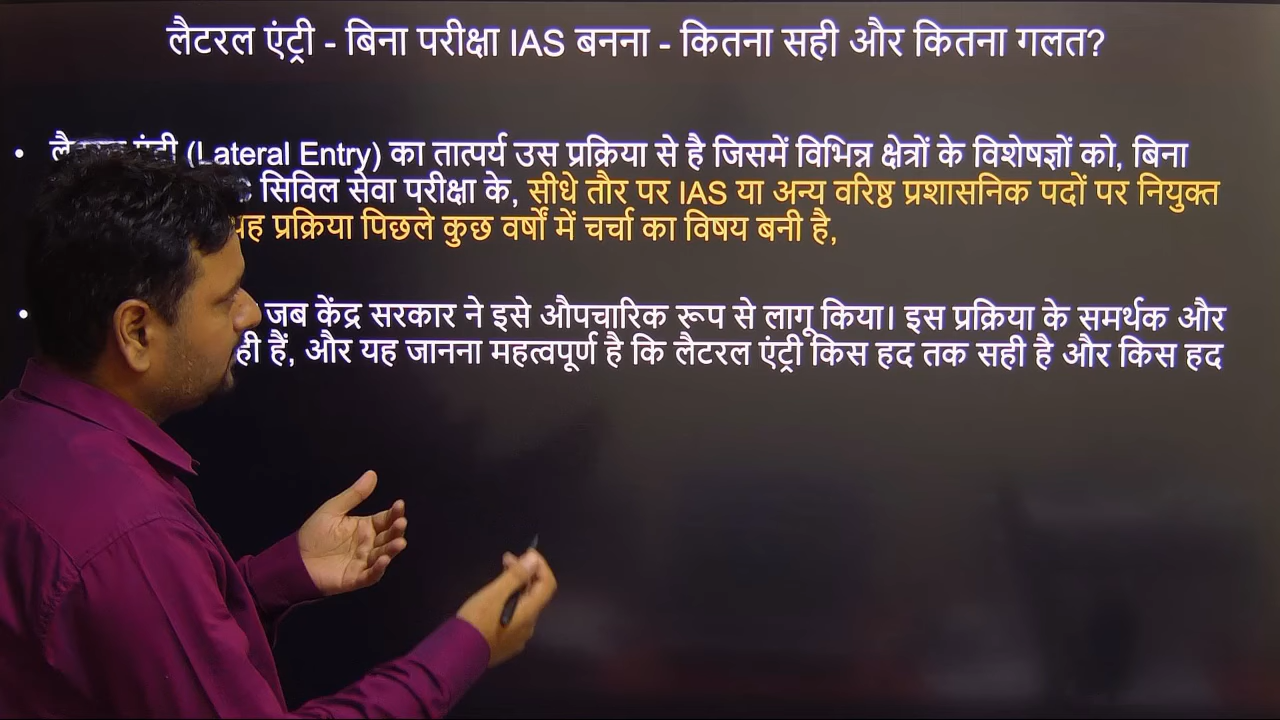 लैटरल एंट्री - बिना परीक्षा IAS बनना - कितना सही और कितना गलत?
(Lateral Entry) का तात्पर्य उस प्रक्रिया से है जिसमें विभिन्न क्षेत्रों के विशेषज्ञों को, बिना
सिविल सेवा परीक्षा के, सीधे तौर पर IAS या अन्य वरिष्ठ प्रशासनिक पदों पर नियुक्त
यह प्रक्रिया पिछले कुछ वर्षों में चर्चा का विषय बनी है,
जब केंद्र सरकार ने इसे औपचारिक रूप से लागू किया। इस प्रक्रिया के समर्थक और
हैं, और यह जानना महत्वपूर्ण है कि लैटरल एंट्री किस हद तक सही है और किस हद